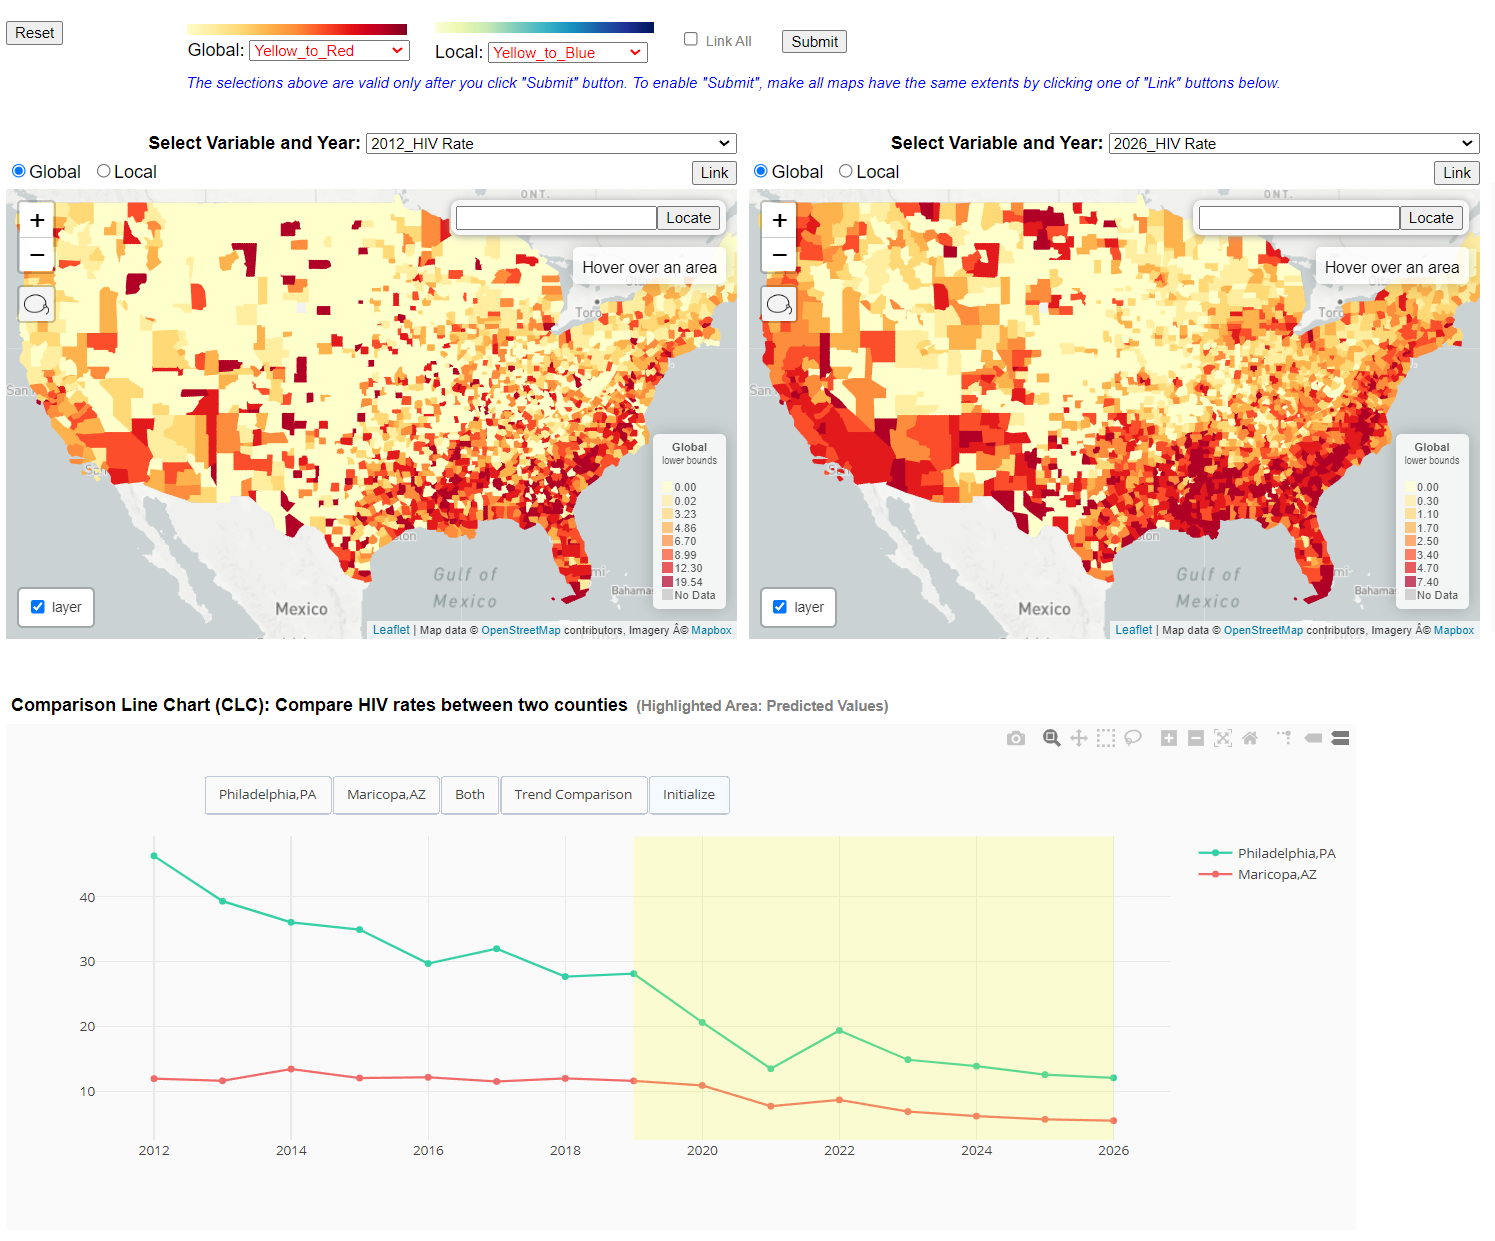 Reset
Global: Yellow_to_Red
Local: Yellow_to_Blue
Link All
Submit
The selections above are valid only after you click "Submit" button. To enable "Submit", make all maps have the same extents by clicking one of "Link" buttons below.
Select Variable and Year: 2012_HIV Rate
Global Local
Link
ONT.
+
Locate
−
Hover over an area
Toro
San
San
Global
lower bounds
0.00
0.02
3.23
4.86
6.70
8.99
12.30
19.54
No Data
ston
Gulf of
Mexico
mi
Bahamas
Mexico
layer
Leaflet | Map data © OpenStreetMap contributors, Imagery Â© Mapbox
Select Variable and Year: 2026_HIV Rate
Global Local
Link
ONT.
+
Locate
−
Hover over an area
Toro
San
San
Global
lower bounds
0.00
0.30
1.10
1.70
2.50
3.40
4.70
7.40
No Data
ston
Gulf of
Mexico
mi
Bahamas
Mexico
layer
Leaflet | Map data © OpenStreetMap contributors, Imagery Â© Mapbox
Comparison Line Chart (CLC): Compare HIV rates between two counties (Highlighted Area: Predicted Values)
Philadelphia,PA
Maricopa,AZ
Both
Trend Comparison
Initialize
Philadelphia,PA
Maricopa,AZ
40
30
20
10
2012 2014 2016 2018 2020 2022 2024 2026